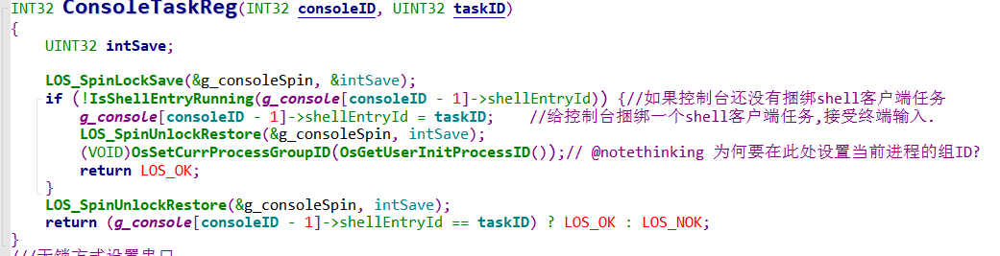 INT32 ConsoleTaskReg(INT32 consoleID, UINT32 taskID)
{
    UINT32 intSave;

    LOS_SpinLockSave(&g_consoleSpin, &intSave);
    if (!IsShellEntryRunning(g_console[consoleID - 1]->shellEntryId)) {//如果控制台还没有捆绑shell客户端任务
        g_console[consoleID - 1]->shellEntryId = taskID;    //给控制台捆绑一个shell客户端任务,接受终端输入.
        LOS_SpinUnlockRestore(&g_consoleSpin, intSave);
        (VOID)OsSetCurrProcessGroupID(OsGetUserInitProcessID());// @notethinking 为何要在此处设置当前进程的组ID?
        return LOS_OK;
    }
    LOS_SpinUnlockRestore(&g_consoleSpin, intSave);
    return (g_console[consoleID - 1]->shellEntryId == taskID) ? LOS_OK : LOS_NOK;
}